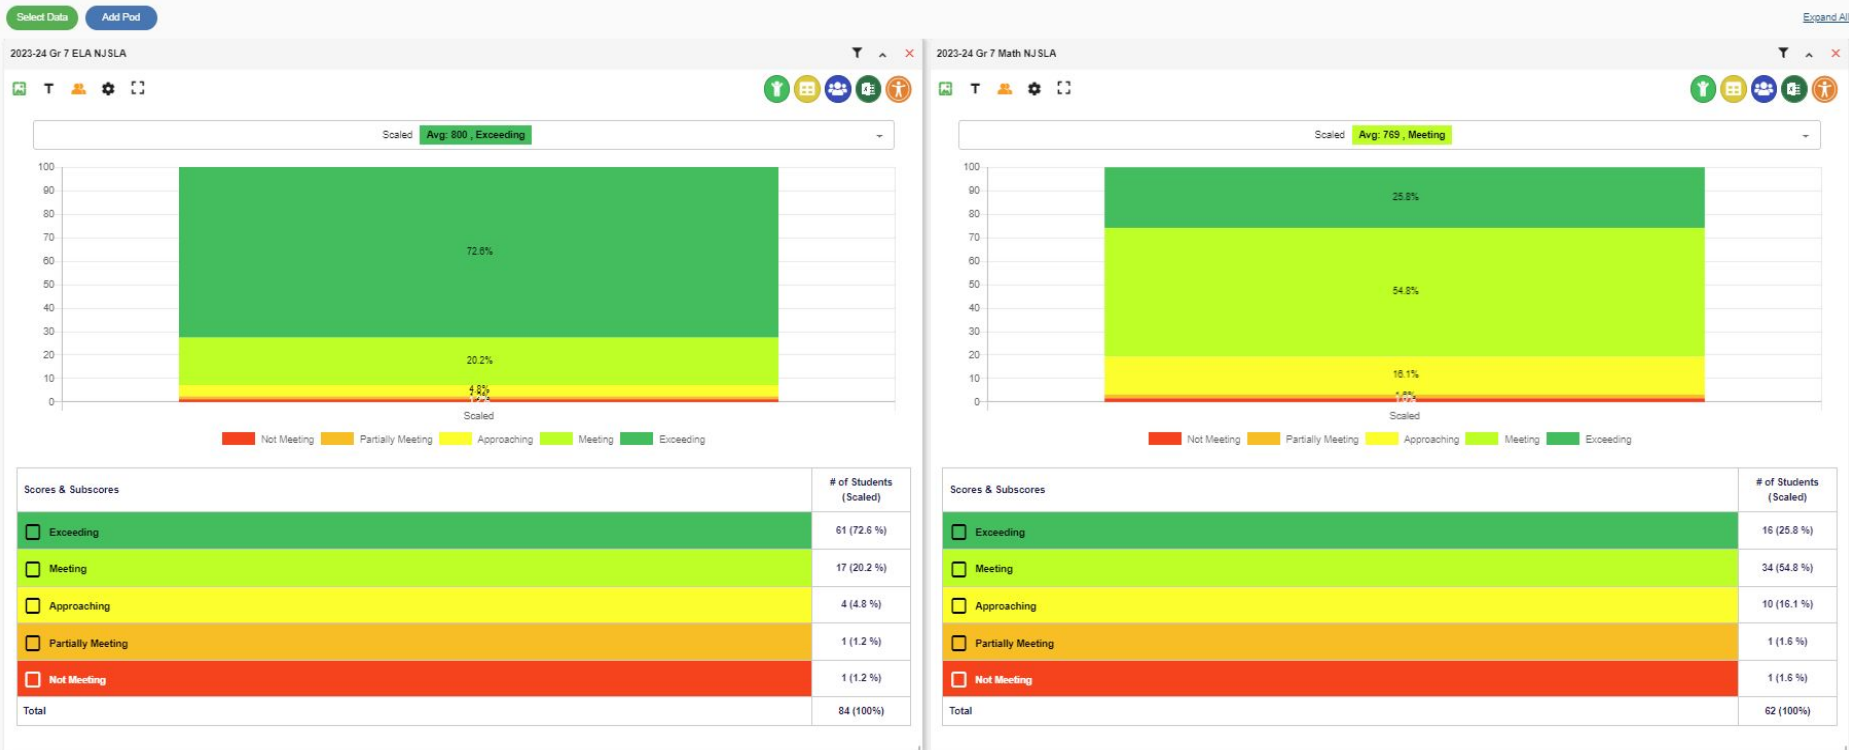 Select Data Add Pod Expand All
2023-24 Gr 7 ELA NJSLA
Scaled Avg: 800 , Exceeding
100
90
80
70
60
50
40
30
20
10
0
72.6%
20.2%
4.8%
Scaled
Not Meeting Partially Meeting Approaching Meeting Exceeding
Scores & Subscores # of Students (Scaled)
Exceeding 61 (72.6 %)
Meeting 17 (20.2 %)
Approaching 4 (4.8 %)
Partially Meeting 1 (1.2 %)
Not Meeting 1 (1.2 %)
Total 84 (100%)
2023-24 Gr 7 Math NJSLA
Scaled Avg: 769 , Meeting
100
90
80
70
60
50
40
30
20
10
0
25.8%
54.8%
16.1%
Scaled
Not Meeting Partially Meeting Approaching Meeting Exceeding
Scores & Subscores # of Students (Scaled)
Exceeding 16 (25.8 %)
Meeting 34 (54.8 %)
Approaching 10 (16.1 %)
Partially Meeting 1 (1.6 %)
Not Meeting 1 (1.6 %)
Total 62 (100%)